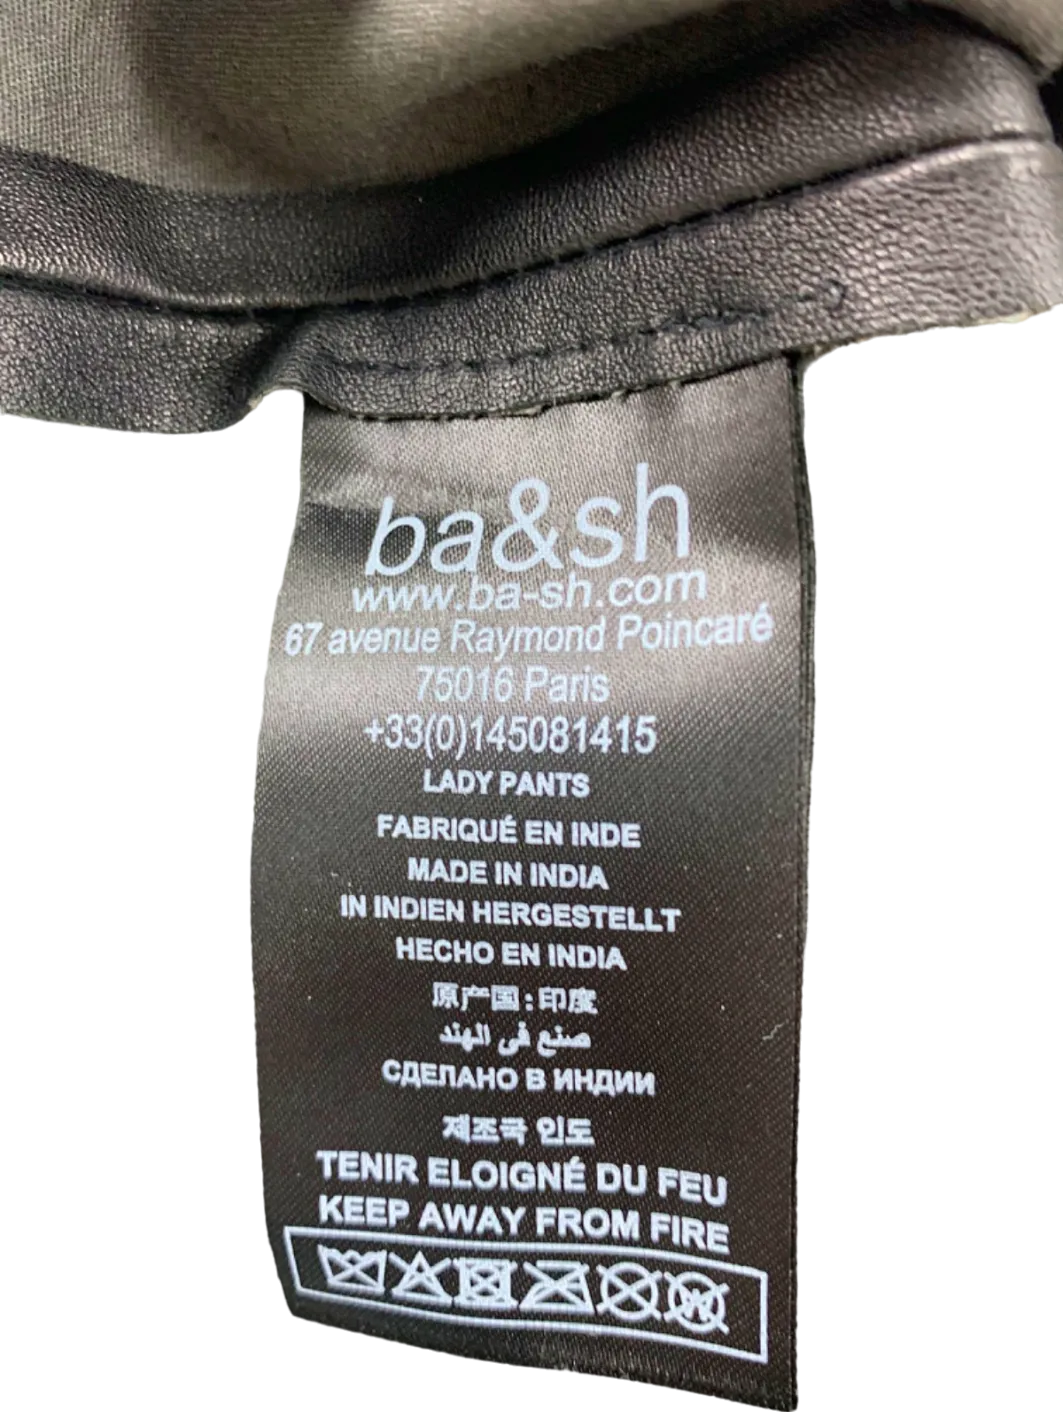 ba&sh
www.ba-sh.com
67 avenue Raymond Poincaré
75016 Paris
+33(0)145081415
LADY PANTS
FABRIQUÉ EN INDE
MADE IN INDIA
IN INDIEN HERGESTELLT
HECHO EN INDIA
原产国:印度
صنع في الهند
СДЕЛАНО В ИНДИИ
제조국 인도
TENIR ELOIGNÉ DU FEU
KEEP AWAY FROM FIRE